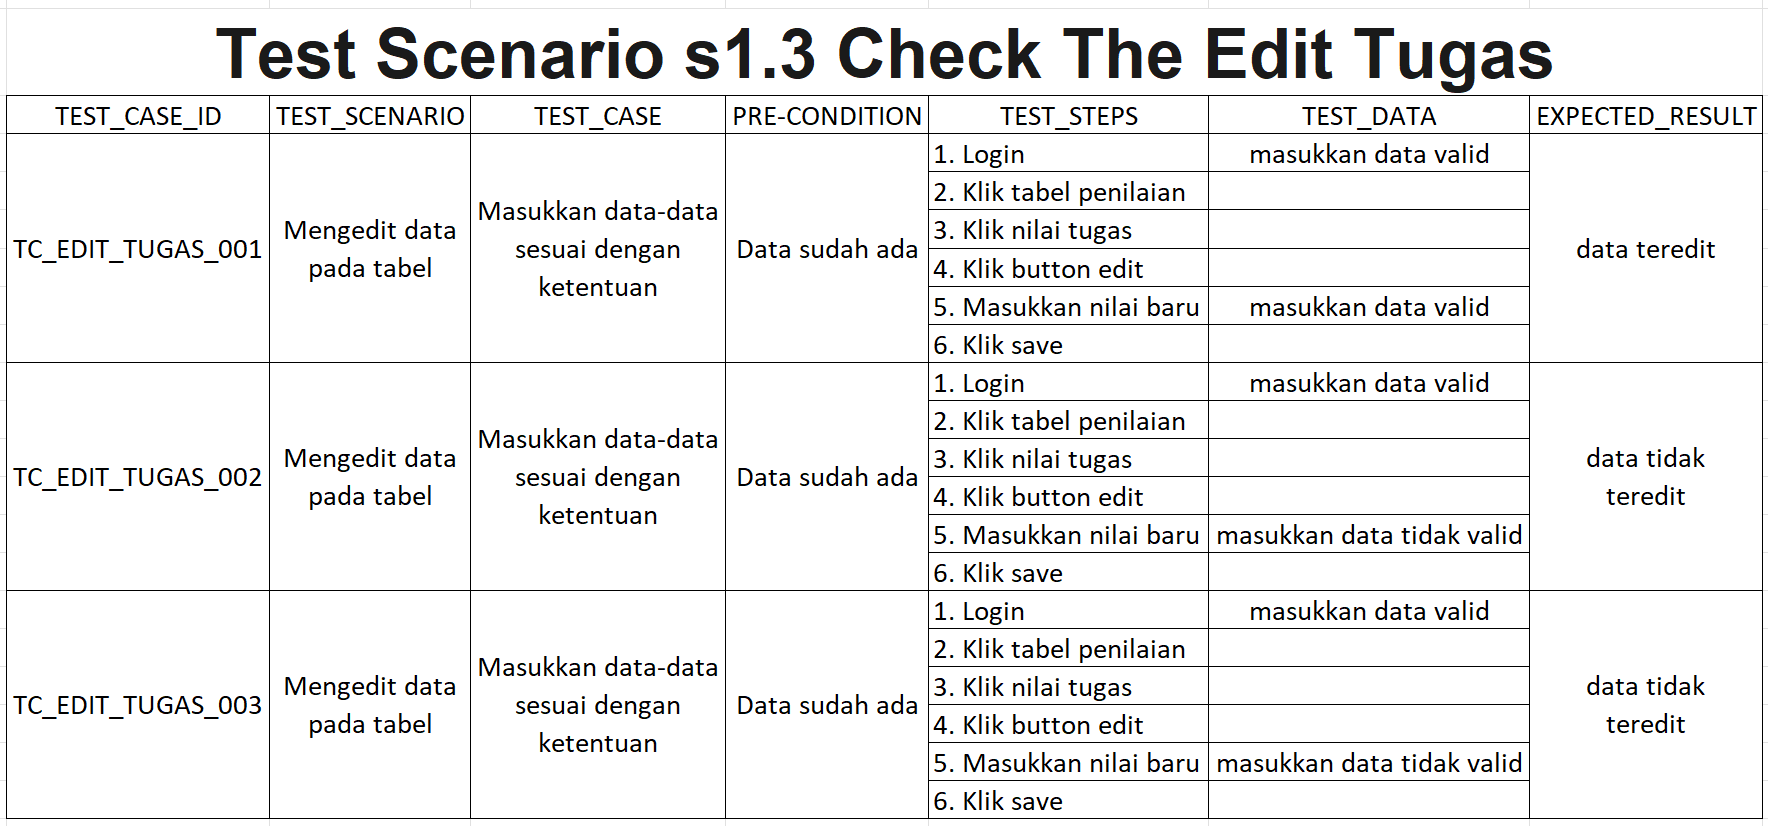 Test Scenario s1.3 Check The Edit Tugas
TEST_CASE_ID TEST_SCENARIO TEST_CASE PRE-CONDITION TEST_STEPS TEST_DATA EXPECTED_RESULT
TC_EDIT_TUGAS_001
Mengedit data
pada tabel
Masukkan data-data
sesuai dengan
ketentuan
Data sudah ada
1. Login masukkan data valid
2. Klik tabel penilaian
3. Klik nilai tugas
4. Klik button edit
5. Masukkan nilai baru masukkan data valid
6. Klik save
data teredit
TC_EDIT_TUGAS_002
Mengedit data
pada tabel
Masukkan data-data
sesuai dengan
ketentuan
Data sudah ada
1. Login masukkan data valid
2. Klik tabel penilaian
3. Klik nilai tugas
4. Klik button edit
5. Masukkan nilai baru masukkan data tidak valid
6. Klik save
data tidak
teredit
TC_EDIT_TUGAS_003
Mengedit data
pada tabel
Masukkan data-data
sesuai dengan
ketentuan
Data sudah ada
1. Login masukkan data valid
2. Klik tabel penilaian
3. Klik nilai tugas
4. Klik button edit
5. Masukkan nilai baru masukkan data tidak valid
6. Klik save
data tidak
teredit